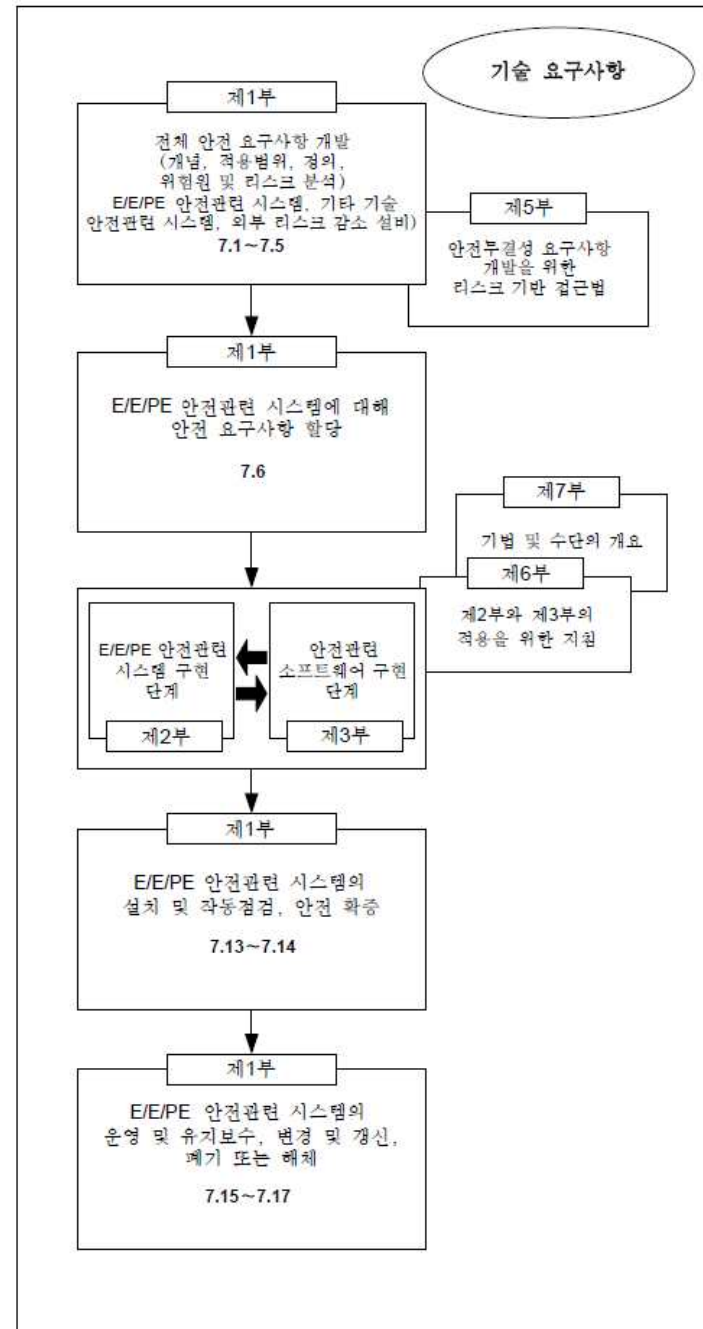 기술 요구사항
제1부
전체 안전 요구사항 개발
(개념, 적용범위, 정의,
위험원 및 리스크 분석)
E/E/PE 안전관련 시스템, 기타 기술
안전관련 시스템, 외부 리스크 감소 설비)
7.1~7.5
제5부
안전무결성 요구사항
개발을 위한
리스크 기반 접근법
제1부
E/E/PE 안전관련 시스템에 대해
안전 요구사항 할당
7.6
제7부
기법 및 수단의 개요
제6부
제2부와 제3부의
적용을 위한 지침
E/E/PE 안전관련
시스템 구현
단계
제2부
안전관련
소프트웨어 구현
단계
제3부
제1부
E/E/PE 안전관련 시스템의
설치 및 작동점검, 안전 확증
7.13~7.14
제1부
E/E/PE 안전관련 시스템의
운영 및 유지보수, 변경 및 갱신,
폐기 또는 해체
7.15~7.17